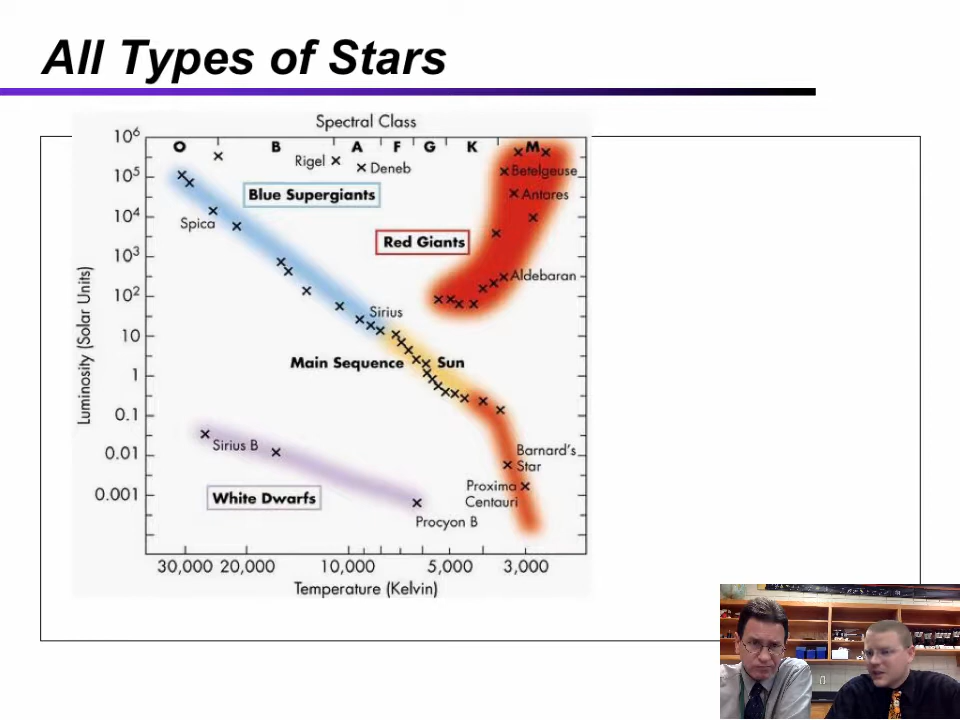 All Types of Stars
Spectral Class
O B A F G K M
10⁶
Rigel
Deneb
Betelgeuse
10⁵
Blue Supergiants
Antares
10⁴
Spica
Red Giants
10³
Aldebaran
10²
Sirius
10
Main Sequence
Sun
1
0.1
Luminosity (Solar Units)
Sirius B
Barnard's
Star
0.01
Proxima
Centauri
0.001
White Dwarfs
Procyon B
30,000 20,000 10,000 5,000 3,000
Temperature (Kelvin)